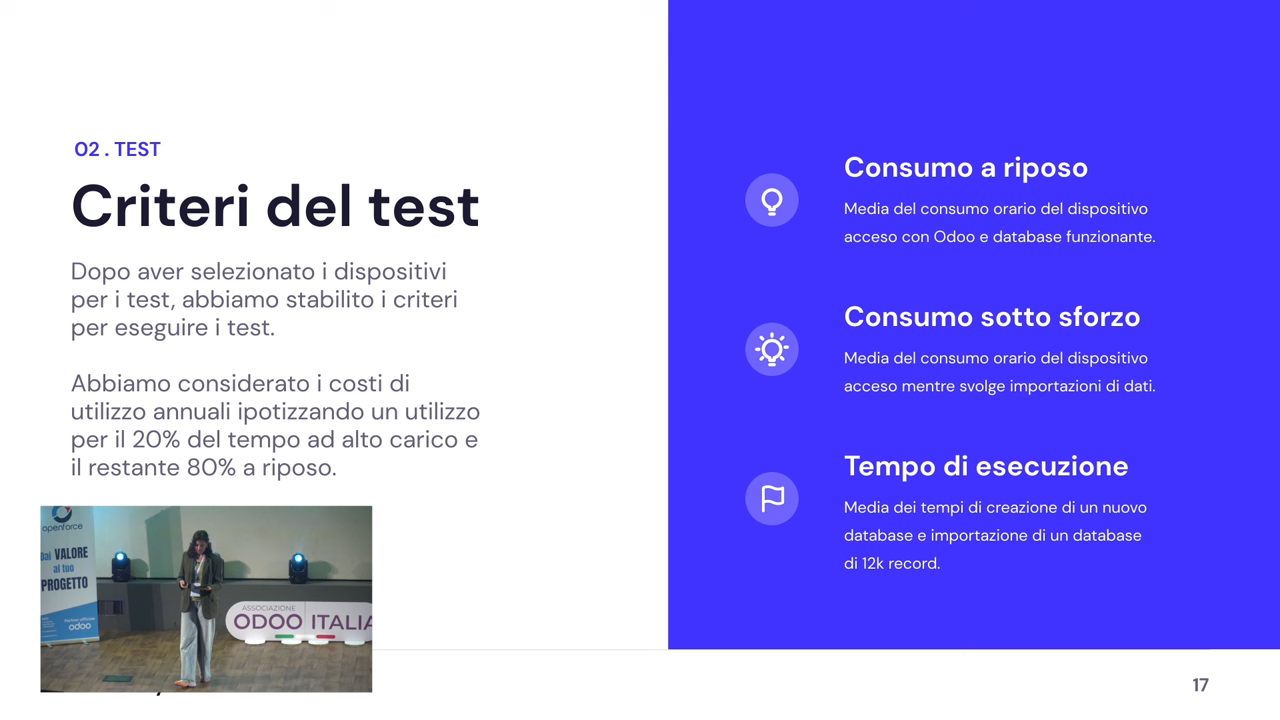 02 . TEST
Criteri del test
Dopo aver selezionato i dispositivi
per i test, abbiamo stabilito i criteri
per eseguire i test.
Abbiamo considerato i costi di
utilizzo annuali ipotizzando un utilizzo
per il 20% del tempo ad alto carico e
il restante 80% a riposo.
Consumo a riposo
Media del consumo orario del dispositivo
acceso con Odoo e database funzionante.
Consumo sotto sforzo
Media del consumo orario del dispositivo
acceso mentre svolge importazioni di dati.
Tempo di esecuzione
Media dei tempi di creazione di un nuovo
database e importazione di un database
di 12k record.
openforce
Dai VALORE
al tuo
PROGETTO
odoo
ASSOCIAZIONE
ODOO ITALIA
17